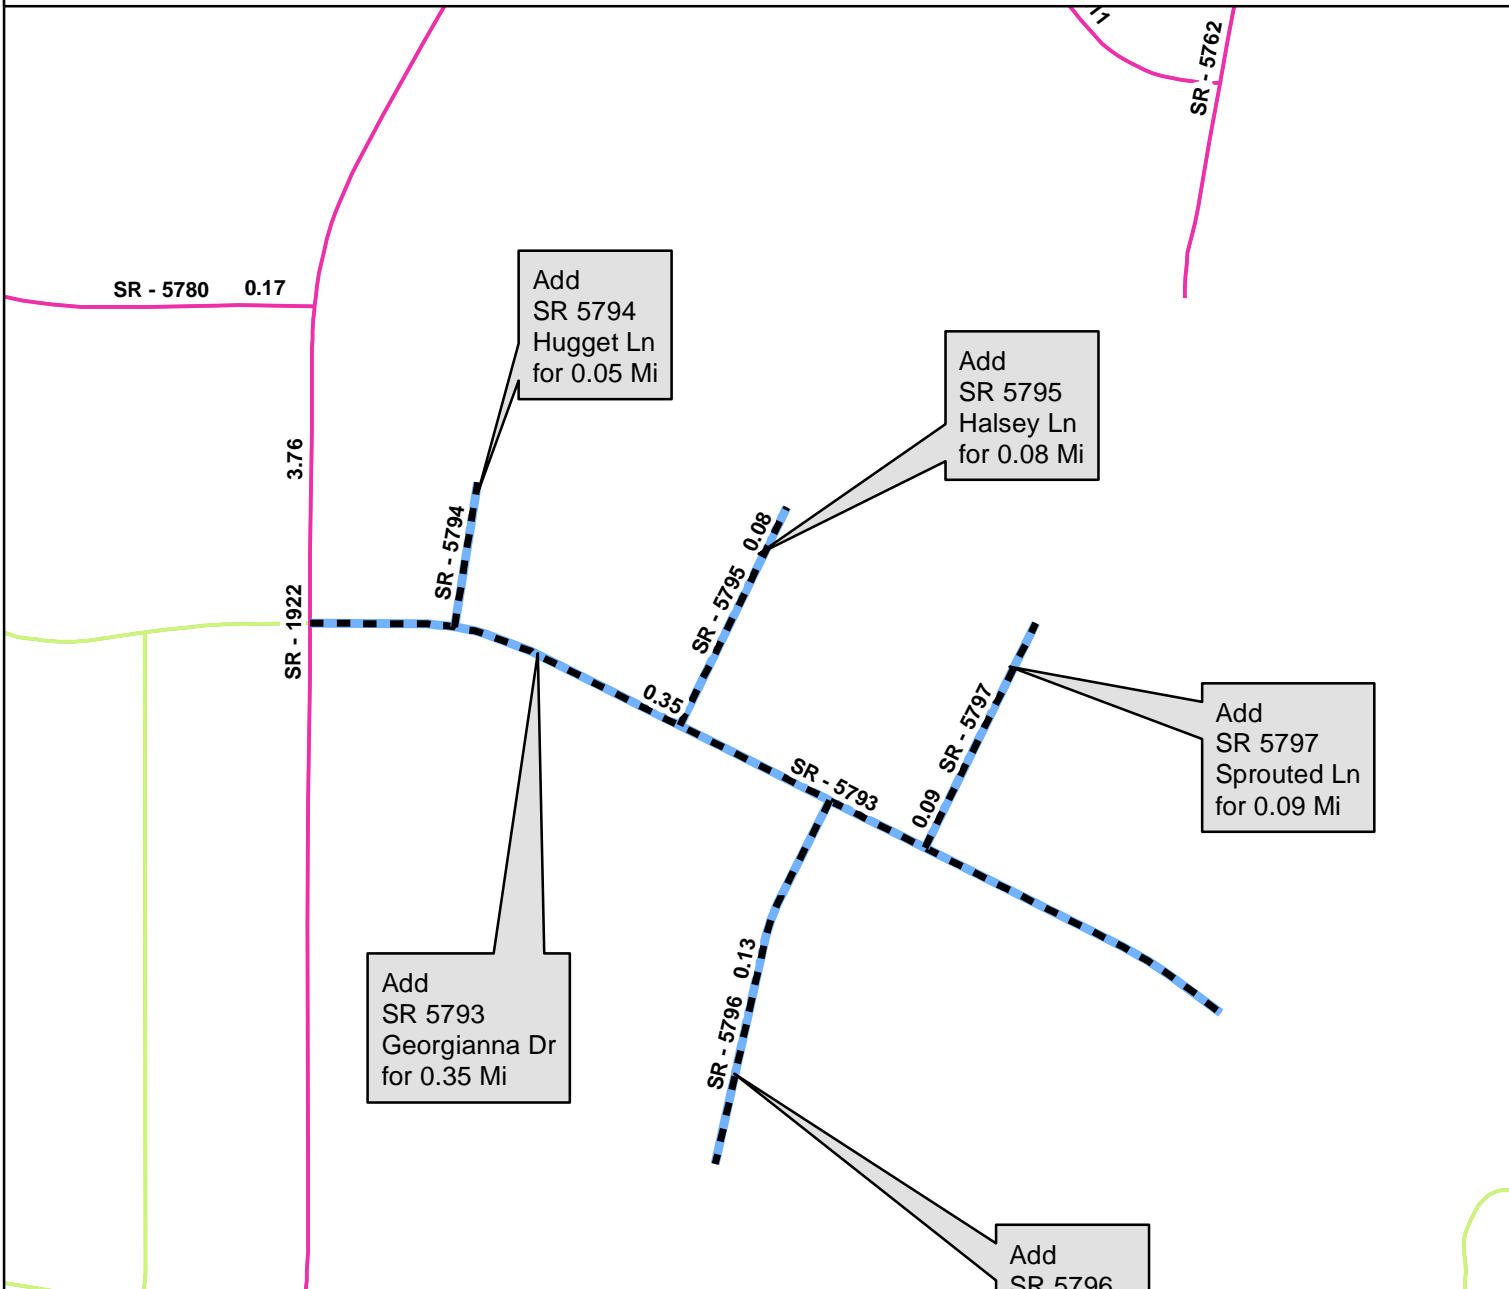 11
SR - 5762
SR - 5780 0.17
Add
SR 5794
Hugget Ln
for 0.05 Mi
Add
SR 5795
Halsey Ln
for 0.08 Mi
3.76
SR - 1922
SR - 5794
SR - 5795 0.08
0.35
SR - 5793
0.09 SR - 5797
Add
SR 5797
Sprouted Ln
for 0.09 Mi
SR - 5796 0.13
Add
SR 5793
Georgianna Dr
for 0.35 Mi
Add
SR 5796